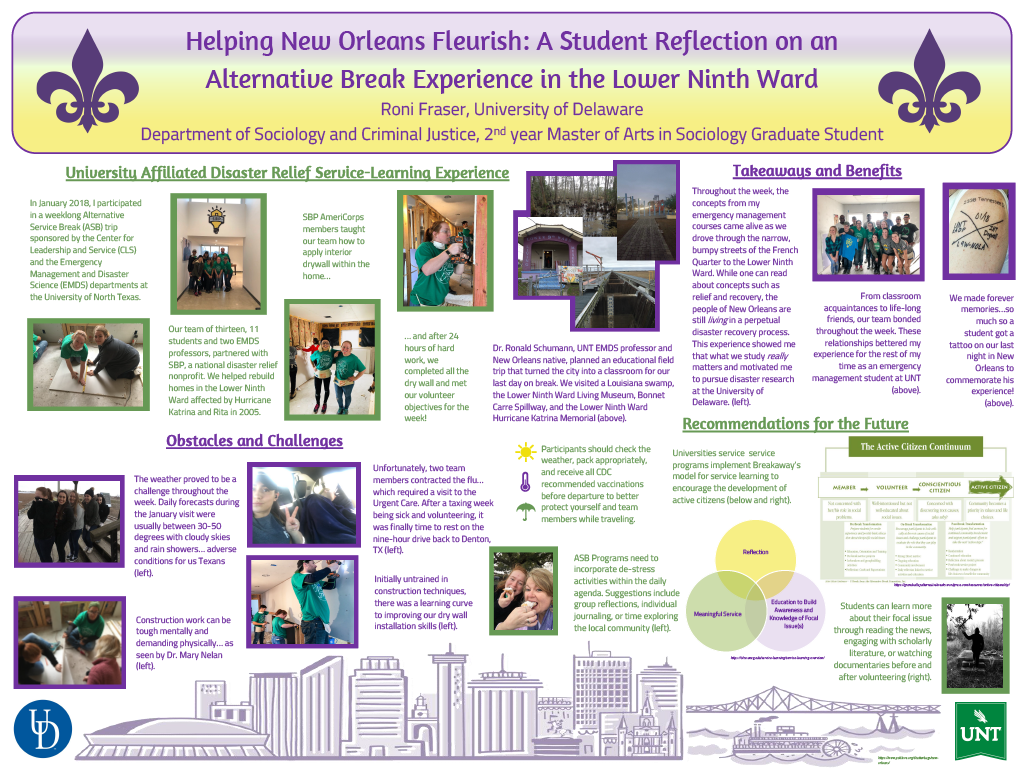 Helping New Orleans Fleurish: A Student Reflection on an
Alternative Break Experience in the Lower Ninth Ward
Roni Fraser, University of Delaware
Department of Sociology and Criminal Justice, 2nd year Master of Arts in Sociology Graduate Student
University Affiliated Disaster Relief Service-Learning Experience
In January 2018, I participated
in a weeklong Alternative
Service Break (ASB) trip
sponsored by the Center for
Leadership and Service (CLS)
and the Emergency
Management and Disaster
Science (EMDS) departments at
the University of North Texas.
Our team of thirteen, 11
students and two EMDS
professors, partnered with
SBP, a national disaster relief
nonprofit. We helped rebuild
homes in the Lower Ninth
Ward affected by Hurricane
Katrina and Rita in 2005.
SBP AmeriCorps
members taught
our team how to
apply interior
drywall within the
home...
... and after 24
hours of hard
work, we
completed all the
dry wall and met
our volunteer
objectives for the
week!
Dr. Ronald Schumann, UNT EMDS professor and
New Orleans native, planned an educational field
trip that turned the city into a classroom for our
last day on break. We visited a Louisiana swamp,
the Lower Ninth Ward Living Museum, Bonnet
Carre Spillway, and the Lower Ninth Ward
Hurricane Katrina Memorial (above).
Takeaways and Benefits
Throughout the week, the
concepts from my
emergency management
courses came alive as we
drove through the narrow,
bumpy streets of the French
Quarter to the Lower Ninth
Ward. While one can read
about concepts such as
relief and recovery, the
people of New Orleans are
still living in a perpetual
disaster recovery process.
This experience showed me
that what we study really
matters and motivated me
to pursue disaster research
at the University of
Delaware. (left).
From classroom
acquaintances to life-long
friends, our team bonded
throughout the week. These
relationships bettered my
experience for the rest of my
time as an emergency
management student at UNT
(above).
We made forever
memories...so
much so a
student got a
tattoo on our last
night in New
Orleans to
commemorate his
experience!
(above).
Obstacles and Challenges
The weather proved to be a
challenge throughout the
week. Daily forecasts during
the January visit were
usually between 30-50
degrees with cloudy skies
and rain showers... adverse
conditions for us Texans
(left).
Construction work can be
tough mentally and
demanding physically... as
seen by Dr. Mary Nelan
(left).
Unfortunately, two team
members contracted the flu...
which required a visit to the
Urgent Care. After a taxing week
being sick and volunteering, it
was finally time to rest on the
nine-hour drive back to Denton,
TX (left).
Initially untrained in
construction techniques,
there was a learning curve
to improving our dry wall
installation skills (left).
Recommendations for the Future
Participants should check the
weather, pack appropriately,
and receive all CDC
recommended vaccinations
before departure to better
protect yourself and team
members while traveling.
ASB Programs need to
incorporate de-stress
activities within the daily
agenda. Suggestions include
group reflections, individual
journaling, or time exploring
the local community (left).
Universities service service
programs implement Breakaway's
model for service learning to
encourage the development of
active citizens (below and right).
Reflection
Meaningful Service
Education to Build
Awareness and
Knowledge of Focal
Issue(s)
The Active Citizen Continuum
MEMBER
VOLUNTEER
CONSCIENTIOUS
CITIZEN
ACTIVE CITIZEN
Students can learn more
about their focal issue
through reading the news,
engaging with scholarly
literature, or watching
documentaries before and
after volunteering (right).
UD
UNT